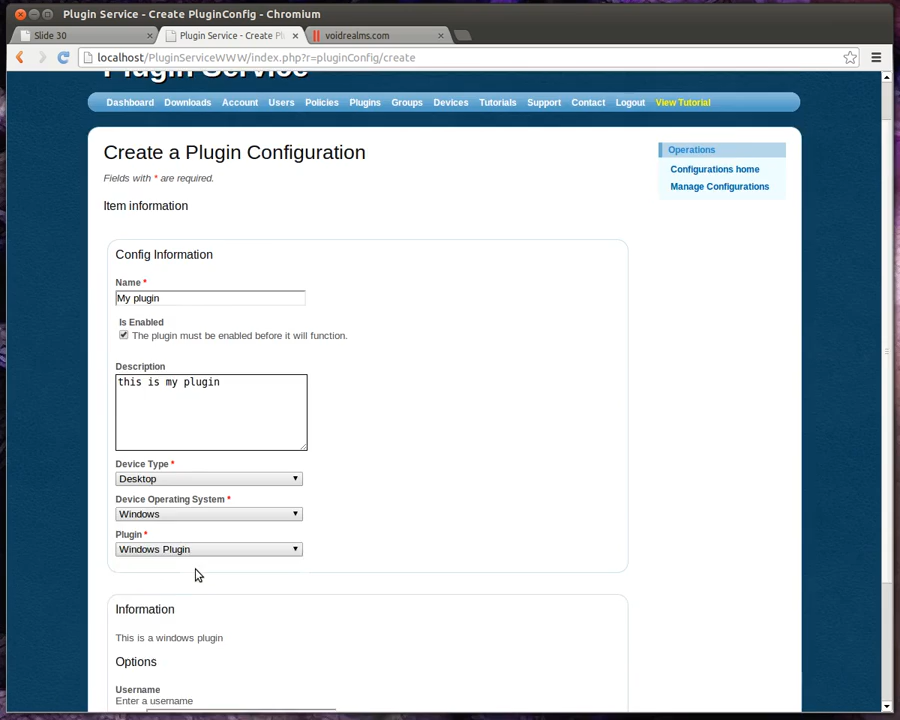 Plugin Service - Create PluginConfig - Chromium
Slide 30
Plugin Service - Create Pl
voidrealms.com
localhost/PluginServiceWWW/index.php?r=pluginConfig/create
Plugin Service
Dashboard Downloads Account Users Policies Plugins Groups Devices Tutorials Support Contact Logout View Tutorial
Create a Plugin Configuration
Operations
Configurations home
Manage Configurations
Fields with * are required.
Item information
Config Information
Name *
My plugin
Is Enabled
The plugin must be enabled before it will function.
Description
this is my plugin
Device Type *
Desktop
Device Operating System *
Windows
Plugin *
Windows Plugin
Information
This is a windows plugin
Options
Username
Enter a username